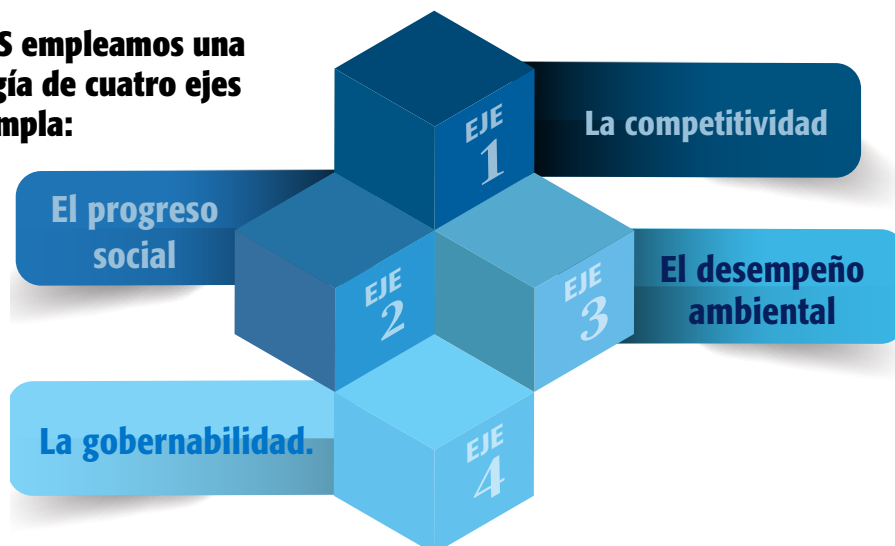 S empleamos una
gía de cuatro ejes
mpla:
EJE
1
La competitividad
El progreso
social
EJE
2
EJE
3
El desempeño
ambiental
La gobernabilidad.
EJE
4